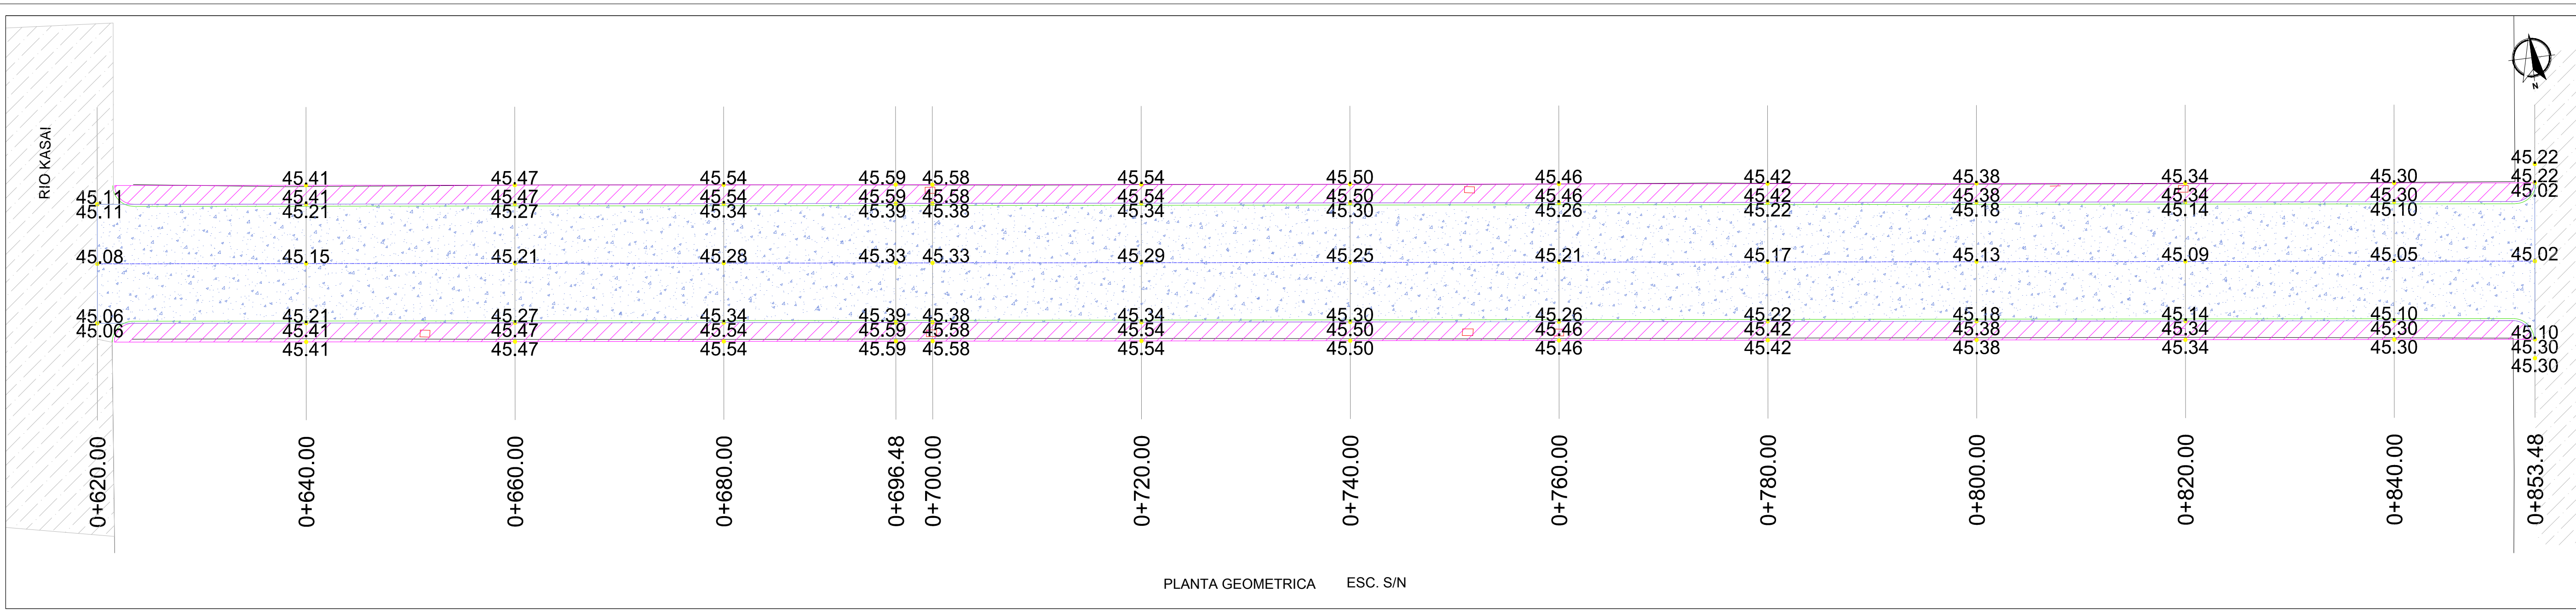 RIO KASAI
N
45.41 45.47 45.54 45.59 45.58 45.54 45.50 45.46 45.42 45.38 45.34 45.30 45.22
45.11 45.41 45.47 45.54 45.59 45.58 45.54 45.50 45.46 45.42 45.38 45.34 45.30 45.22
45.11 45.21 45.27 45.34 45.39 45.38 45.34 45.30 45.26 45.22 45.18 45.14 45.10 45.02
45.08 45.15 45.21 45.28 45.33 45.33 45.29 45.25 45.21 45.17 45.13 45.09 45.05 45.02
45.06 45.21 45.27 45.34 45.39 45.38 45.34 45.30 45.26 45.22 45.18 45.14 45.10 45.10
45.06 45.41 45.47 45.54 45.59 45.58 45.54 45.50 45.46 45.42 45.38 45.34 45.30 45.30
45.41 45.47 45.54 45.59 45.58 45.54 45.50 45.46 45.42 45.38 45.34 45.30 45.30
0+620.00
0+640.00
0+660.00
0+680.00
0+696.48
0+700.00
0+720.00
0+740.00
0+760.00
0+780.00
0+800.00
0+820.00
0+840.00
0+853.48
PLANTA GEOMETRICA ESC. S/N